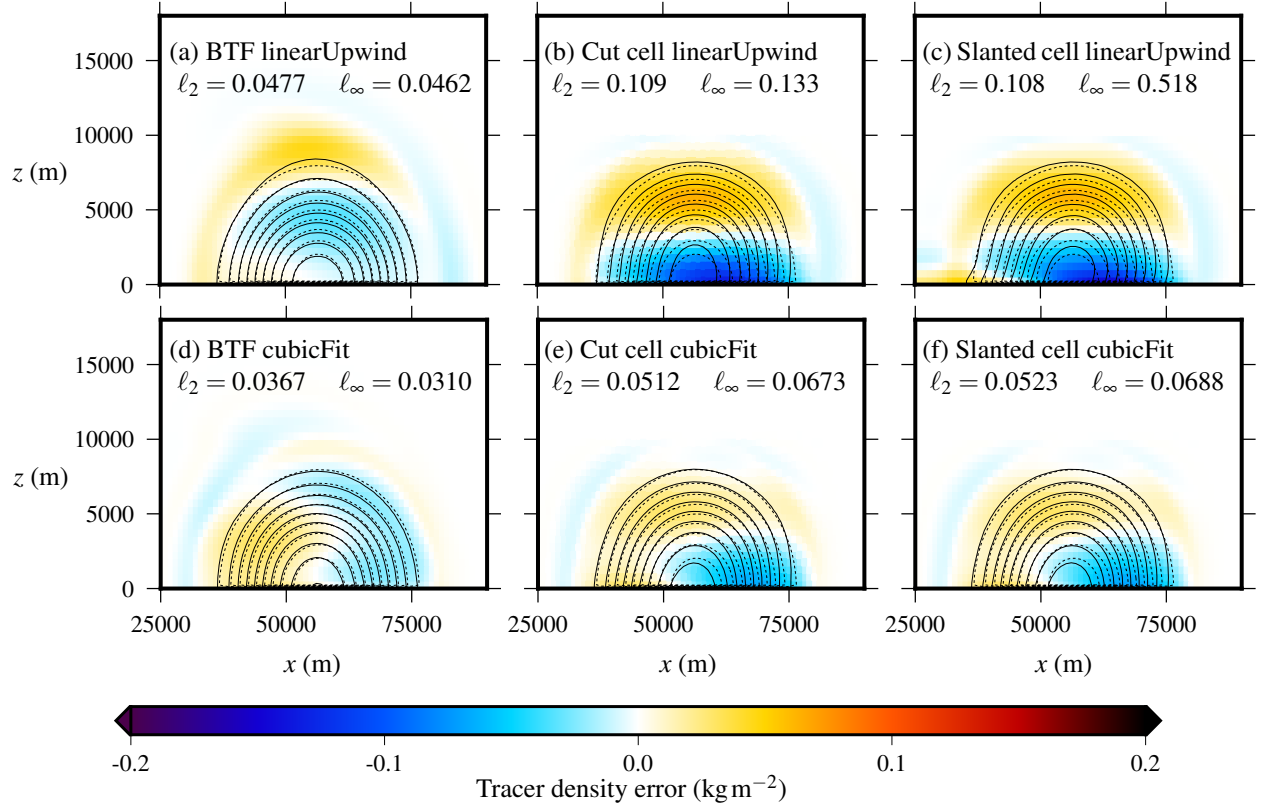 (a) BTF linearUpwind
ℓ₂ = 0.0477 ℓ∞ = 0.0462
(b) Cut cell linearUpwind
ℓ₂ = 0.109 ℓ∞ = 0.133
(c) Slanted cell linearUpwind
ℓ₂ = 0.108 ℓ∞ = 0.518
15000
10000
z (m)
5000
0
(d) BTF cubicFit
ℓ₂ = 0.0367 ℓ∞ = 0.0310
(e) Cut cell cubicFit
ℓ₂ = 0.0512 ℓ∞ = 0.0673
(f) Slanted cell cubicFit
ℓ₂ = 0.0523 ℓ∞ = 0.0688
15000
10000
z (m)
5000
0
25000 50000 75000 25000 50000 75000 25000 50000 75000
x (m) x (m) x (m)
-0.2 -0.1 0.0 0.1 0.2
Tracer density error (kg m⁻²)